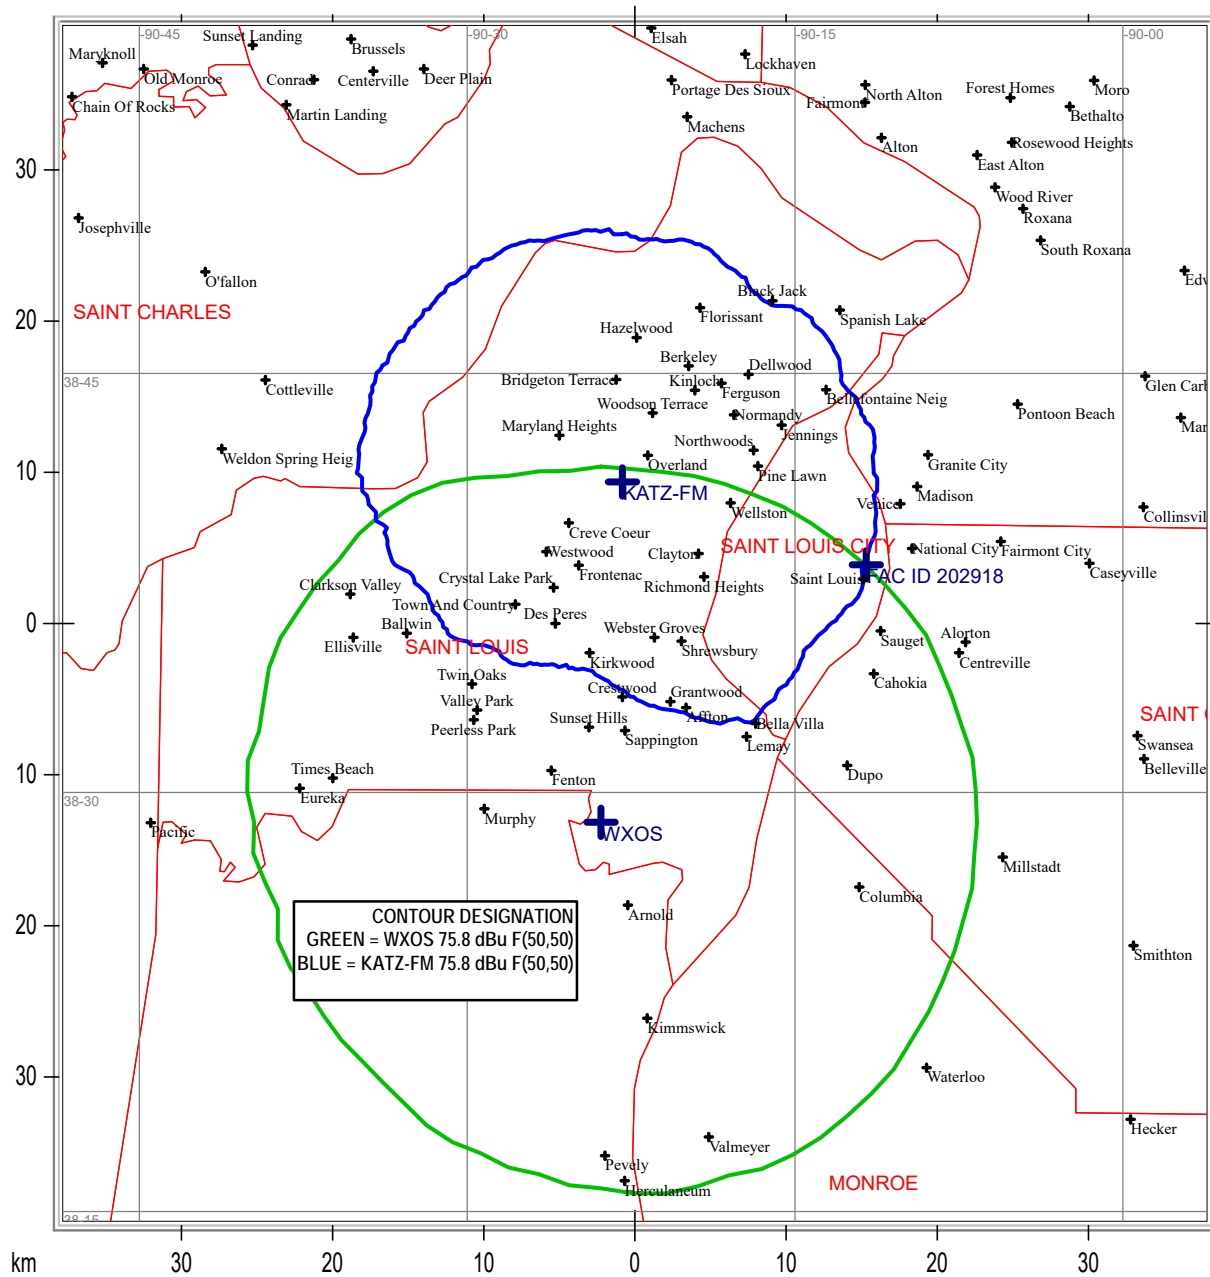 -90-45
-90-30
-90-15
-90-00
Sunset Landing
Brussels
Elsah
Maryknoll
Old Monroe
Conrad
Centerville
Deer Plain
Lockhaven
Portage Des Sioux
North Alton
Forest Homes
Moro
Chain Of Rocks
Martin Landing
Fairmont
Bethalto
Machens
Alton
Rosewood Heights
East Alton
30
Wood River
Roxana
Josephville
South Roxana
O'fallon
Black Jack
SAINT CHARLES
Florissant
Spanish Lake
20
Hazelwood
Berkeley
Dellwood
38-45
Bridgeton Terrace
Kinloch
Ferguson
Cottleville
Bellefontaine Neig
Glen Carb
Woodson Terrace
Normandy
Pontoon Beach
Mar
Maryland Heights
Jennings
Northwoods
Weldon Spring Heig
Overland
Pine Lawn
Granite City
10
KATZ-FM
Madison
Wellston
Venice
Collinsvil
Creve Coeur
Westwood
Clayton
SAINT LOUIS CITY
National City
Fairmont City
Frontenac
Crystal Lake Park
Richmond Heights
Saint Louis
FAC ID 202918
Caseyville
Clarkson Valley
Town And Country
Des Peres
0
Ballwin
Webster Groves
Sauget
Alorton
Ellisville
SAINT LOUIS
Shrewsbury
Kirkwood
Centreville
Twin Oaks
Crestwood
Grantwood
Cahokia
Valley Park
Affton
Peerless Park
Sunset Hills
Sappington
Bella Villa
Lemay
SAINT
Swansea
Times Beach
Fenton
Dupo
Belleville
10
Eureka
38-30
Murphy
Pacific
WXOS
Millstadt
Columbia
Arnold
CONTOUR DESIGNATION
GREEN = WXOS 75.8 dBu F(50,50)
BLUE = KATZ-FM 75.8 dBu F(50,50)
20
Smithton
Kimmswick
30
Waterloo
Hecker
Valmeyer
Pevely
Herculaneum
MONROE
38-15
km
30
20
10
0
10
20
30